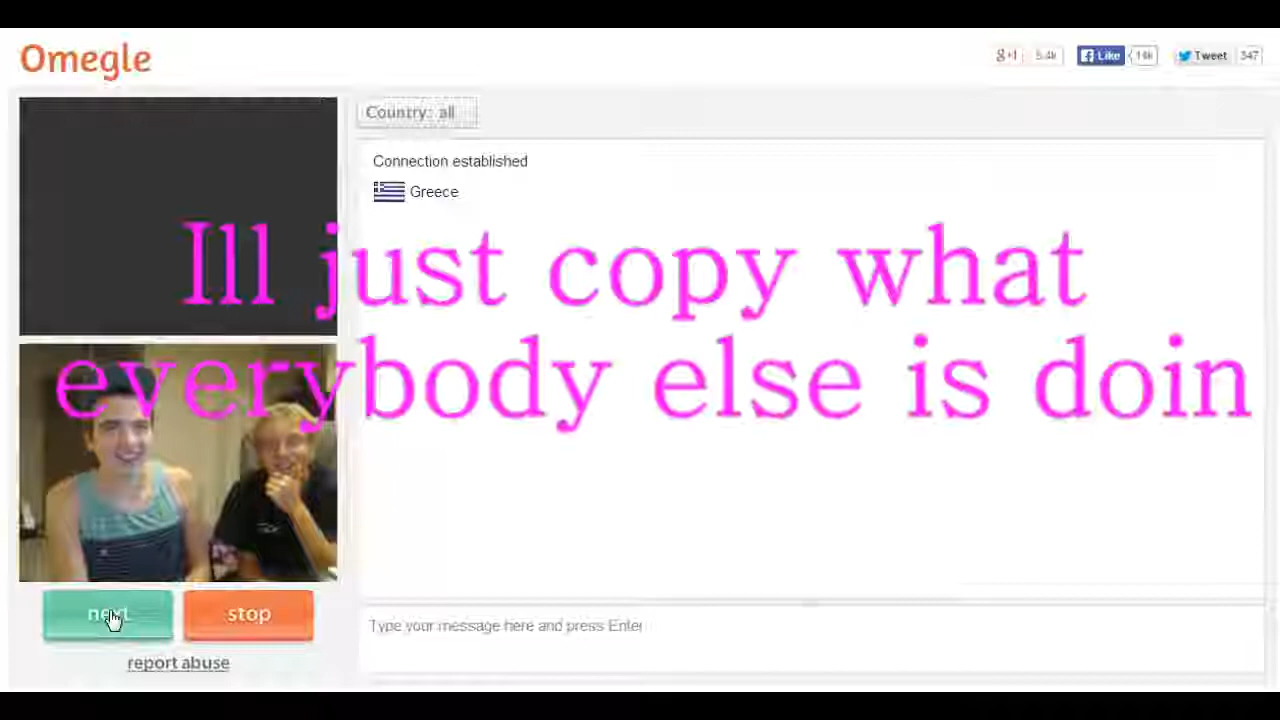 Omegle
g+1 5.4k Like 14k Tweet 347
Country: all
Connection established
Greece
Ill just copy what
everybody else is doin
next stop
Type your message here and press Enter
report abuse